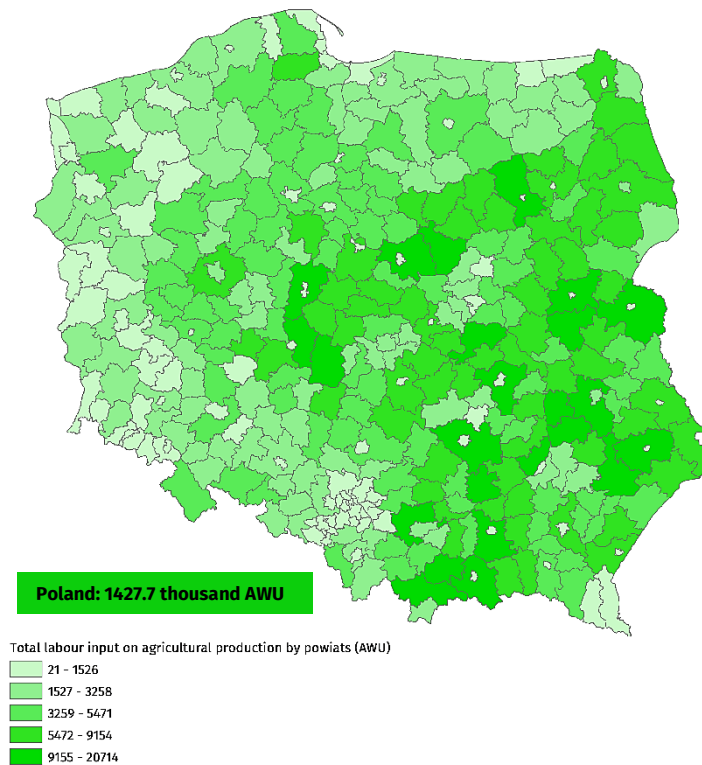 Poland: 1427.7 thousand AWU
Total labour input on agricultural production by powiats (AWU)
21 - 1526
1527 - 3258
3259 - 5471
5472 - 9154
9155 - 20714